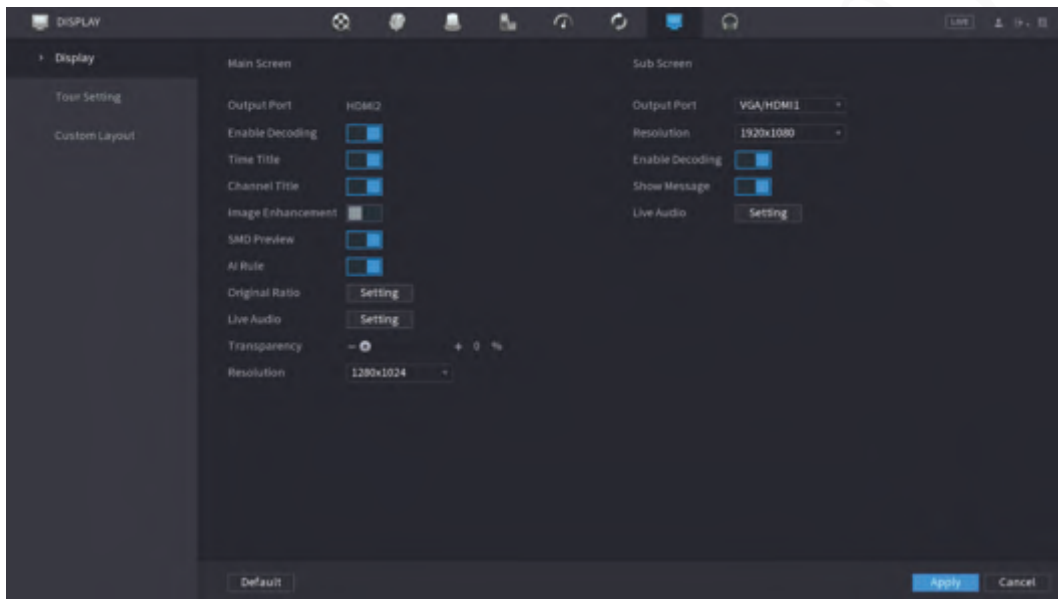 DISPLAY
LIVE
Display
Tour Setting
Custom Layout
Main Screen
Output Port HDMI2
Enable Decoding
Time Title
Channel Title
Image Enhancement
SMD Preview
AI Rule
Original Ratio Setting
Live Audio Setting
Transparency - + 0 %
Resolution 1280x1024
Sub Screen
Output Port VGA/HDMI1
Resolution 1920x1080
Enable Decoding
Show Message
Live Audio Setting
Default
Apply Cancel